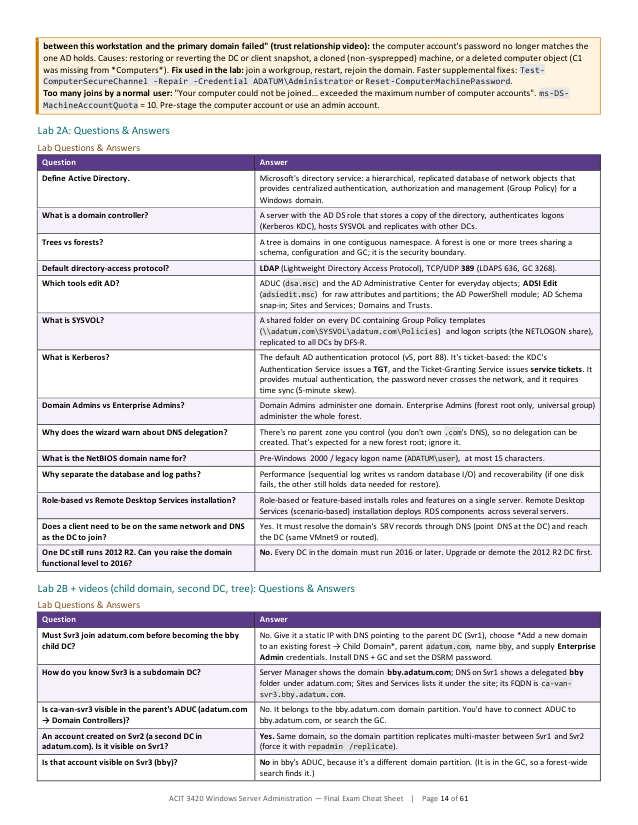 between this workstation and the primary domain failed" (trust relationship video): the computer account's password no longer matches the
one AD holds. Causes: restoring or reverting the DC or client snapshot, a cloned (non-sysprepped) machine, or a deleted computer object (C1
was missing from *Computers*). Fix used in the lab: join a workgroup, restart, rejoin the domain. Faster supplemental fixes: Test-
ComputerSecureChannel -Repair -Credential ADATUM\Administrator or Reset-ComputerMachinePassword.
Too many joins by a normal user: "Your computer could not be joined... exceeded the maximum number of computer accounts". ms-DS-
MachineAccountQuota = 10. Pre-stage the computer account or use an admin account.
Lab 2A: Questions & Answers
Lab Questions & Answers
Question Answer
Define Active Directory. Microsoft's directory service: a hierarchical, replicated database of network objects that
provides centralized authentication, authorization and management (Group Policy) for a
Windows domain.
What is a domain controller? A server with the AD DS role that stores a copy of the directory, authenticates logons
(Kerberos KDC), hosts SYSVOL and replicates with other DCs.
Trees vs forests? A tree is domains in one contiguous namespace. A forest is one or more trees sharing a
schema, configuration and GC; it is the security boundary.
Default directory-access protocol? LDAP (Lightweight Directory Access Protocol), TCP/UDP 389 (LDAPS 636, GC 3268).
Which tools edit AD? ADUC (dsa.msc) and the AD Administrative Center for everyday objects; ADSI Edit
(adsiedit.msc) for raw attributes and partitions; the AD PowerShell module; AD Schema
snap-in; Sites and Services; Domains and Trusts.
What is SYSVOL? A shared folder on every DC containing Group Policy templates
(\\adatum.com\SYSVOL\adatum.com\Policies) and logon scripts (the NETLOGON share),
replicated to all DCs by DFS-R.
What is Kerberos? The default AD authentication protocol (v5, port 88). It's ticket-based: the KDC's
Authentication Service issues a TGT, and the Ticket-Granting Service issues service tickets. It
provides mutual authentication, the password never crosses the network, and it requires
time sync (5-minute skew).
Domain Admins vs Enterprise Admins? Domain Admins administer one domain. Enterprise Admins (forest root only, universal group)
administer the whole forest.
Why does the wizard warn about DNS delegation? There's no parent zone you control (you don't own .com's DNS), so no delegation can be
created. That's expected for a new forest root; ignore it.
What is the NetBIOS domain name for? Pre-Windows 2000 / legacy logon name (ADATUM\user), at most 15 characters.
Why separate the database and log paths? Performance (sequential log writes vs random database I/O) and recoverability (if one disk
fails, the other still holds data needed for restore).
Role-based vs Remote Desktop Services installation? Role-based or feature-based installs roles and features on a single server. Remote Desktop
Services (scenario-based) installation deploys RDS components across several servers.
Does a client need to be on the same network and DNS Yes. It must resolve the domain's SRV records through DNS (point DNS at the DC) and reach
as the DC to join? the DC (same VMnet9 or routed).
One DC still runs 2012 R2. Can you raise the domain No. Every DC in the domain must run 2016 or later. Upgrade or demote the 2012 R2 DC first.
functional level to 2016?
Lab 2B + videos (child domain, second DC, tree): Questions & Answers
Lab Questions & Answers
Question Answer
Must Svr3 join adatum.com before becoming the bby No. Give it a static IP with DNS pointing to the parent DC (Svr1), choose *Add a new domain
child DC? to an existing forest → Child Domain*, parent adatum.com, name bby, and supply Enterprise
Admin credentials. Install DNS + GC and set the DSRM password.
How do you know Svr3 is a subdomain DC? Server Manager shows the domain bby.adatum.com; DNS on Svr1 shows a delegated bby
folder under adatum.com; Sites and Services lists it under the site; its FQDN is ca-van-
svr3.bby.adatum.com.
Is ca-van-svr3 visible in the parent's ADUC (adatum.com No. It belongs to the bby.adatum.com domain partition. You'd have to connect ADUC to
→ Domain Controllers)? bby.adatum.com, or search the GC.
An account created on Svr2 (a second DC in Yes. Same domain, so the domain partition replicates multi-master between Svr1 and Svr2
adatum.com). Is it visible on Svr1? (force it with repadmin /replicate).
Is that account visible on Svr3 (bby)? No in bby's ADUC, because it's a different domain partition. (It is in the GC, so a forest-wide
search finds it.)
ACIT 3420 Windows Server Administration — Final Exam Cheat Sheet | Page 14 of 61